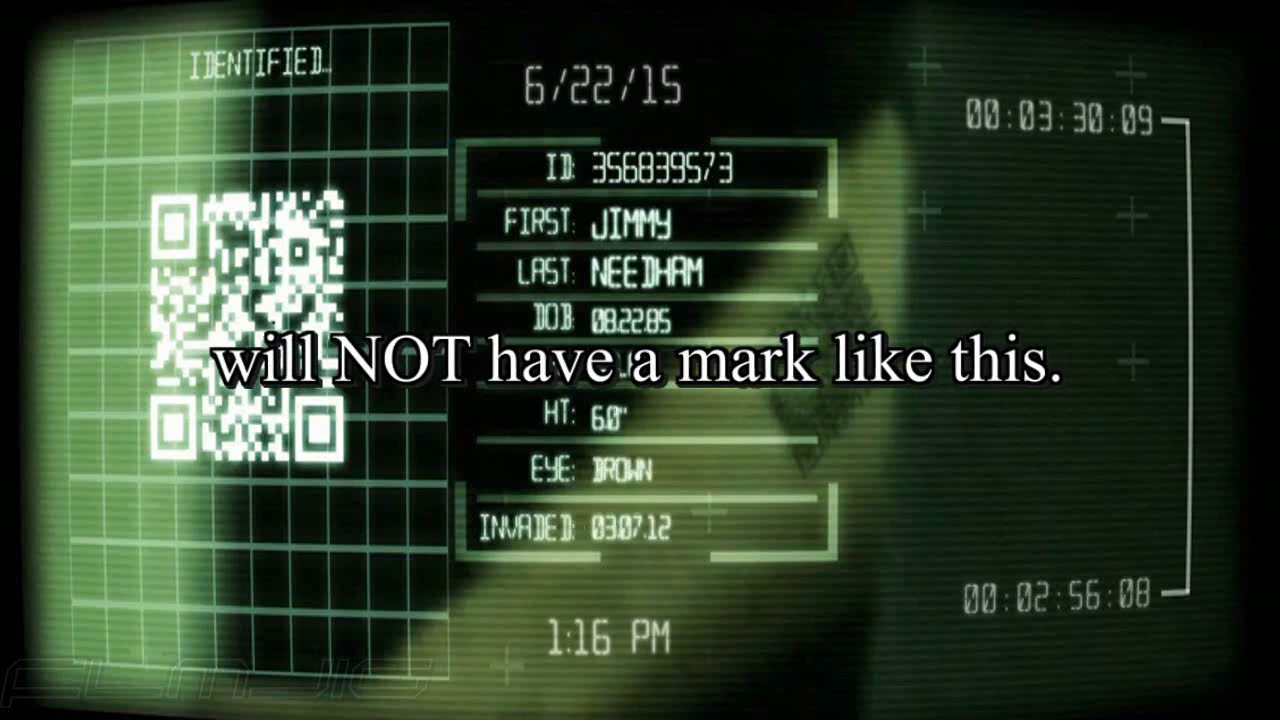 IDENTIFIED...
6/22/15
00:03:30:09
ID: 356839573
FIRST: JIMMY
LAST: NEEDHAM
DOB: 08.22.85
will NOT have a mark like this.
HT: 6.0"
EYE: BROWN
INVADED: 03.07.12
00:02:56:08
1:16 PM